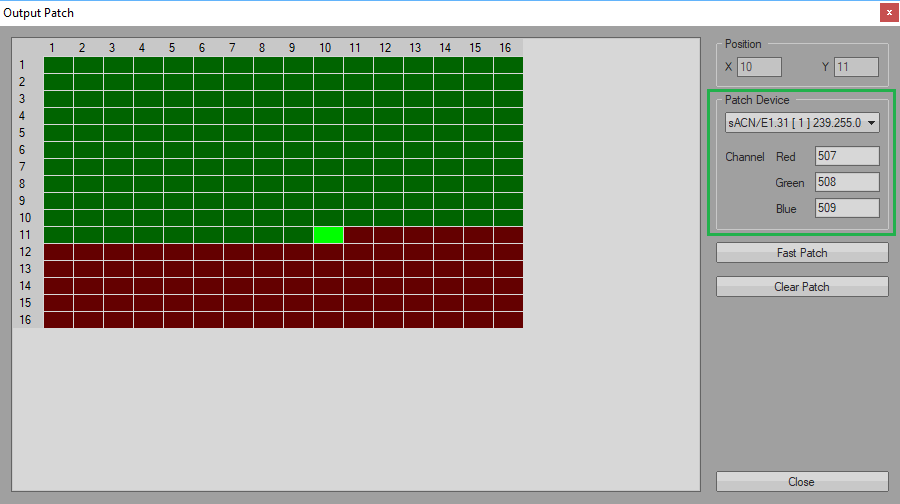 Output Patch
x
1 2 3 4 5 6 7 8 9 10 11 12 13 14 15 16
1
2
3
4
5
6
7
8
9
10
11
12
13
14
15
16
Position
X 10 Y 11
Patch Device
sACN/E1.31 [ 1 ] 239.255.0
Channel Red 507
Green 508
Blue 509
Fast Patch
Clear Patch
Close